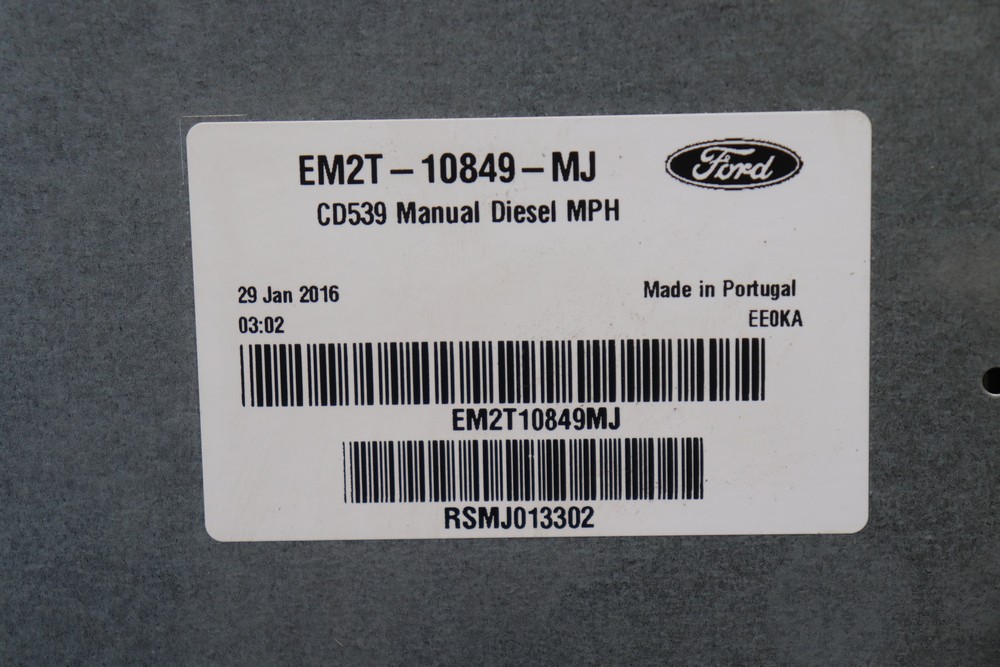 EM2T-10849-MJ
Ford
CD539 Manual Diesel MPH
29 Jan 2016
Made in Portugal
03:02
EE0KA
EM2T10849MJ
RSMJ013302